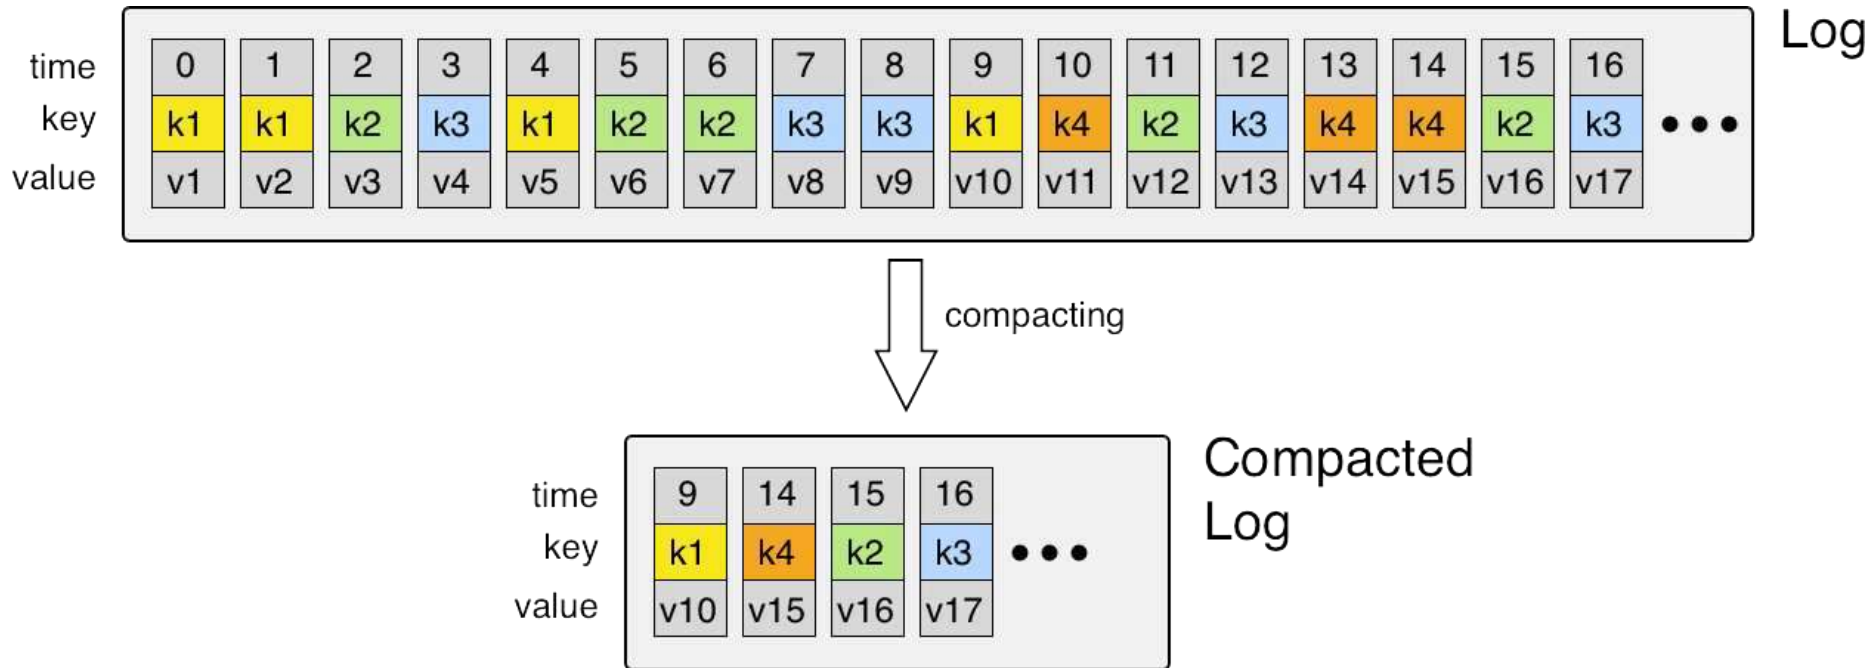 Log
time 0 1 2 3 4 5 6 7 8 9 10 11 12 13 14 15 16
key k1 k1 k2 k3 k1 k2 k2 k3 k3 k1 k4 k2 k3 k4 k4 k2 k3 •••
value v1 v2 v3 v4 v5 v6 v7 v8 v9 v10 v11 v12 v13 v14 v15 v16 v17
compacting
Compacted
Log
time 9 14 15 16
key k1 k4 k2 k3 •••
value v10 v15 v16 v17